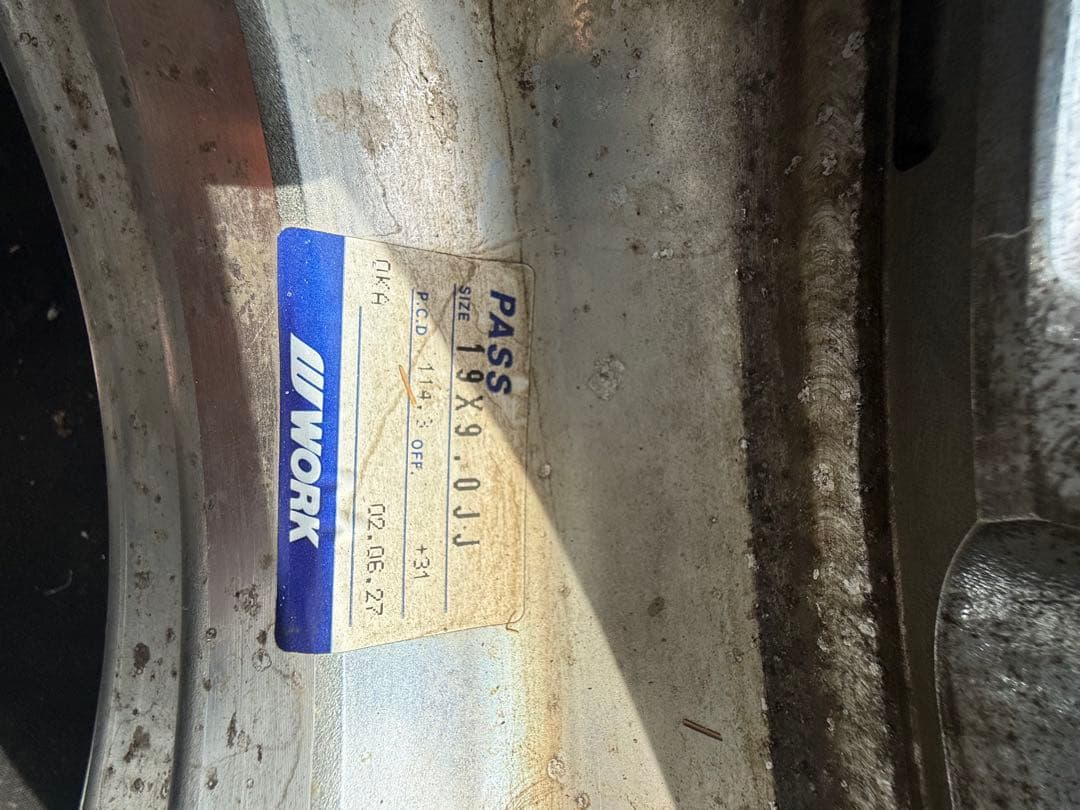 PASS
SIZE 19X9.0JJ
P.C.D 114.3 OFF. +31
OKA 02.06.27
WORK